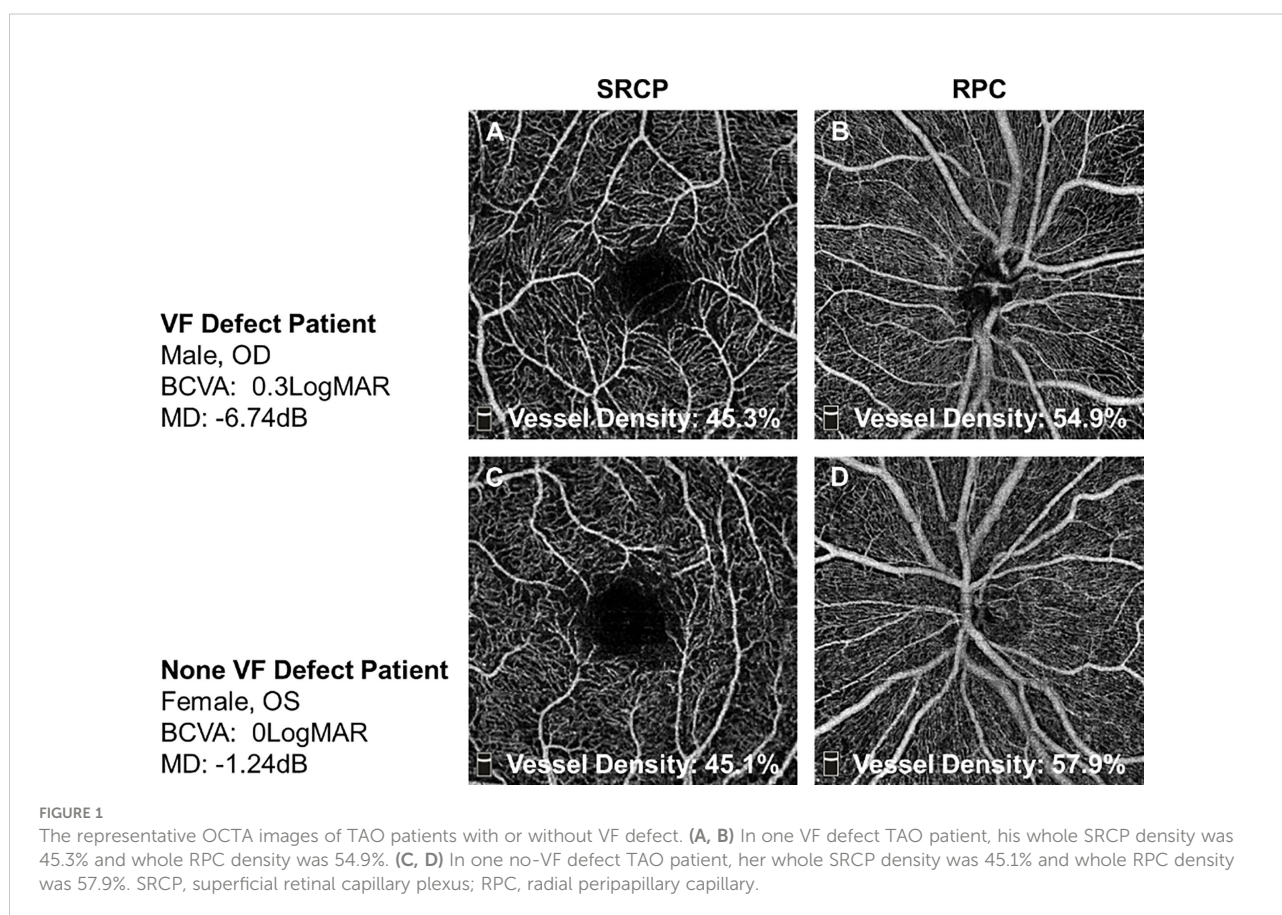 SRCP
RPC
A
B
VF Defect Patient
Male, OD
BCVA: 0.3LogMAR
MD: -6.74dB
Vessel Density: 45.3%
Vessel Density: 54.9%
C
D
None VF Defect Patient
Female, OS
BCVA: 0LogMAR
MD: -1.24dB
Vessel Density: 45.1%
Vessel Density: 57.9%
FIGURE 1
The representative OCTA images of TAO patients with or without VF defect. (A, B) In one VF defect TAO patient, his whole SRCP density was
45.3% and whole RPC density was 54.9%. (C, D) In one no-VF defect TAO patient, her whole SRCP density was 45.1% and whole RPC density
was 57.9%. SRCP, superficial retinal capillary plexus; RPC, radial peripapillary capillary.